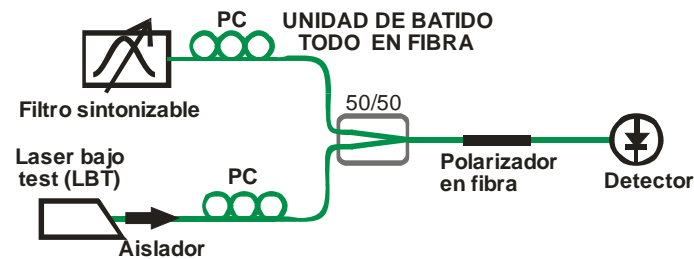 PC
UNIDAD DE BATIDO
TODO EN FIBRA
Filtro sintonizable
50/50
Laser bajo
test (LBT)
PC
Polarizador
en fibra
Detector
Aislador